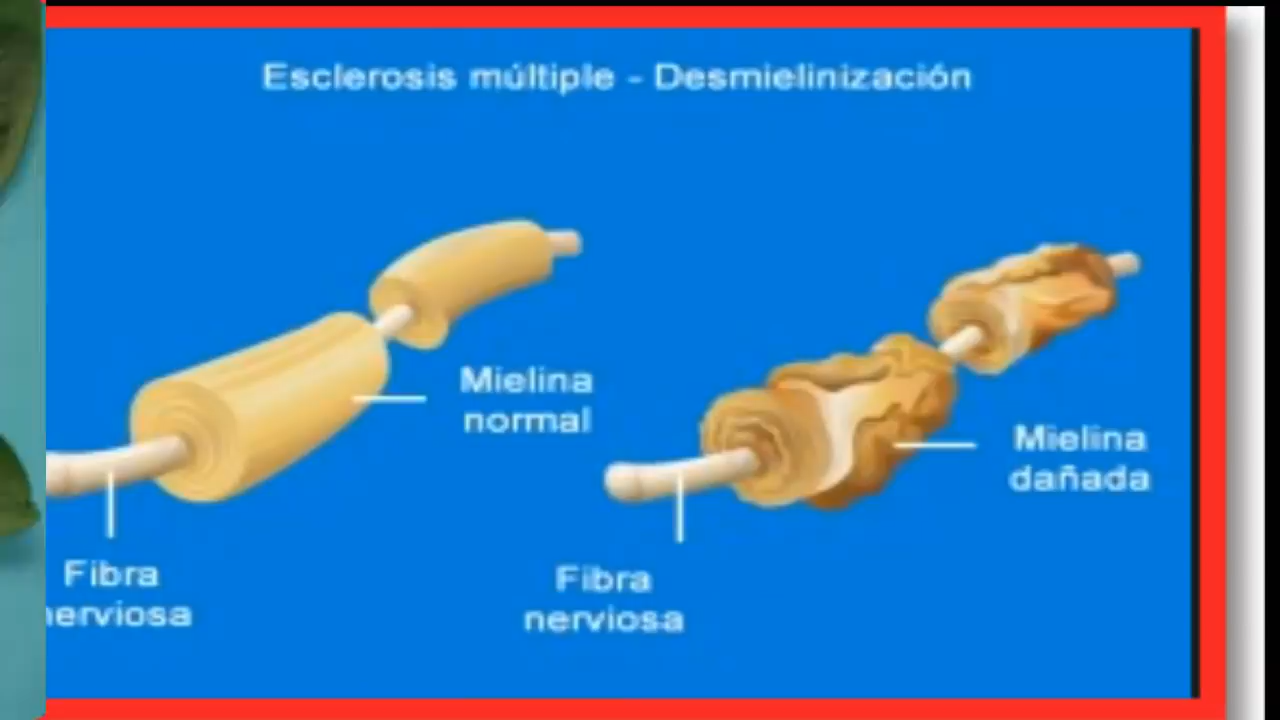 Esclerosis múltiple - Desmielinización
Mielina
normal
Mielina
dañada
Fibra
nerviosa
Fibra
nerviosa